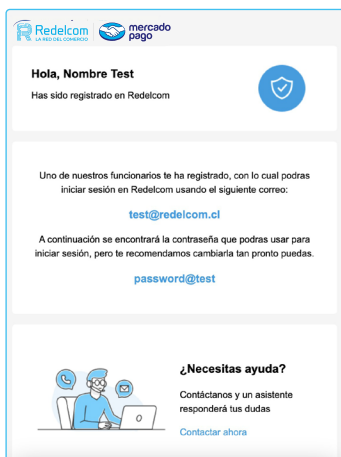 Redelcom mercado
LA RED DEL COMERCIO pago
Hola, Nombre Test
Has sido registrado en Redelcom
Uno de nuestros funcionarios te ha registrado, con lo cual podras
iniciar sesión en Redelcom usando el siguiente correo:
test@redelcom.cl
A continuación se encontrará la contraseña que podras usar para
iniciar sesión, pero te recomendamos cambiarla tan pronto puedas.
password@test
¿Necesitas ayuda?
Contáctanos y un asistente
responderá tus dudas
Contactar ahora